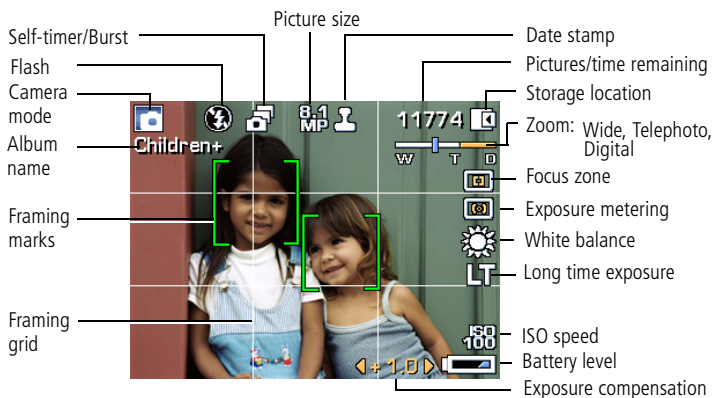 Picture size
Self-timer/Burst
Date stamp
Flash
Pictures/time remaining
Camera
mode
Storage location
Album
name
Zoom: Wide, Telephoto,
Digital
Focus zone
Framing
marks
Exposure metering
White balance
Long time exposure
Framing
grid
ISO speed
Battery level
Exposure compensation
8.1
MP
11774
Children+
W T D
LT
ISO
100
+1.0